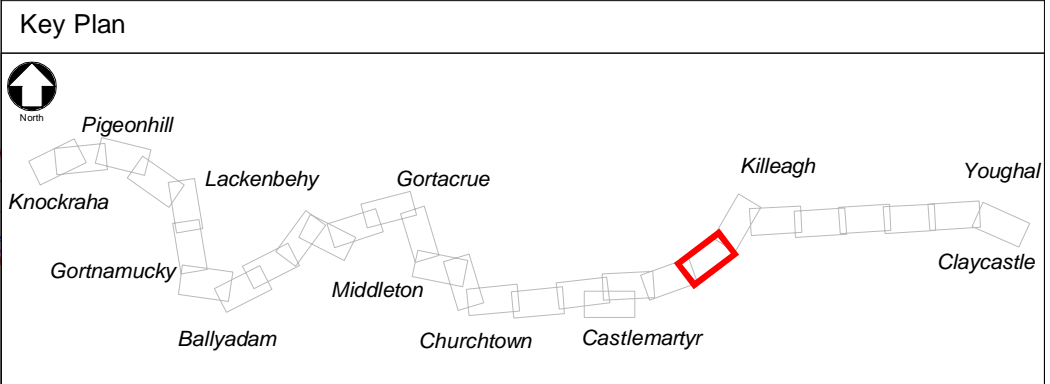 Key Plan
North
Pigeonhill
Knockraha
Lackenbehy
Gortacrue
Killeagh
Youghal
Gortnamucky
Middleton
Claycastle
Ballyadam
Churchtown
Castlemartyr